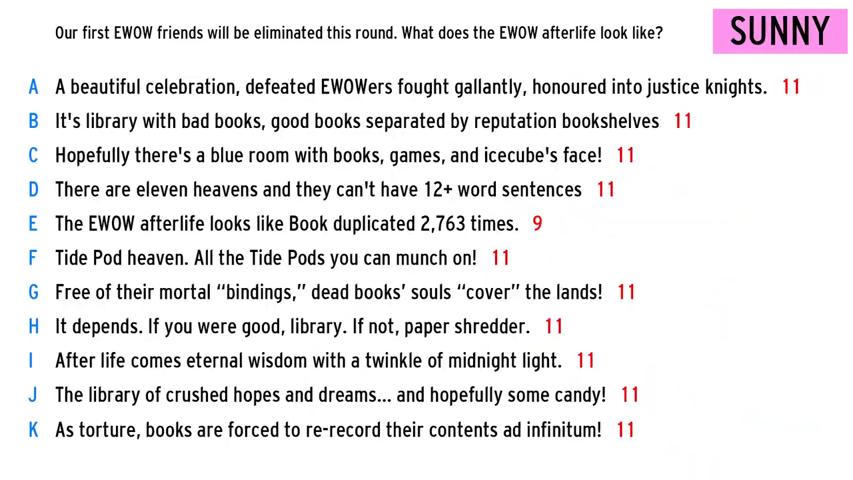 Our first EWOW friends will be eliminated this round. What does the EWOW afterlife look like?
SUNNY
A A beautiful celebration, defeated EWOWers fought gallantly, honoured into justice knights. 11
B It's library with bad books, good books separated by reputation bookshelves 11
C Hopefully there's a blue room with books, games, and icecube's face! 11
D There are eleven heavens and they can't have 12+ word sentences 11
E The EWOW afterlife looks like Book duplicated 2,763 times. 9
F Tide Pod heaven. All the Tide Pods you can munch on! 11
G Free of their mortal “bindings,” dead books’ souls “cover” the lands! 11
H It depends. If you were good, library. If not, paper shredder. 11
I After life comes eternal wisdom with a twinkle of midnight light. 11
J The library of crushed hopes and dreams... and hopefully some candy! 11
K As torture, books are forced to re-record their contents ad infinitum! 11